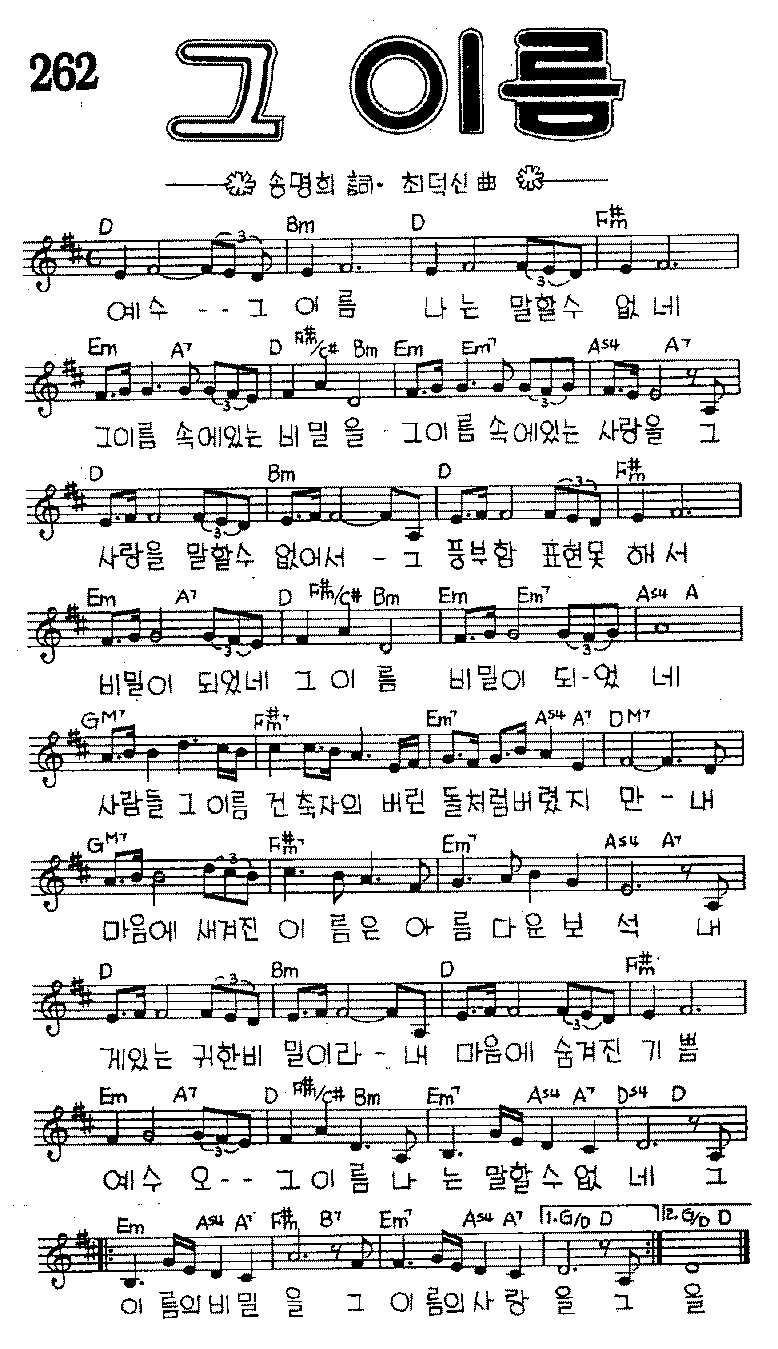 262
그 이름
송명희 詞· 최덕신 曲
D Bm D F#m
예수 - - 그 이 름 나 는 말할수 없 네
Em A7 D F#m/C# Bm Em Em7 AS4 A7
그이름 속에있는 비 밀 을 그이름 속에있는 사랑을 그
D Bm D F#m
사랑을 말할수 없어서 - 그 풍부함 표현못 해 서
Em A7 D F#m/C# Bm Em Em7 AS4 A
비밀이 되었네 그 이 름 비밀이 되-었 네
GM7 F#m7 Em7 AS4 A7 DM7
사람들 그이름 건축자의 버린 돌처럼버렸지 만 - 내
GM7 F#m7 Em7 AS4 A7
마음에 새겨진 이 름은 아 름 다운 보 석 내
D Bm D F#m
게있는 귀한비 밀이라 - 내 마음에 숨겨진 기 쁨
Em A7 D F#m/C# Bm Em7 AS4 A7 DS4 D
예 수 오 - - 그 이름 나 는 말할수없 네 그
Em AS4 A7 F#m B7 Em7 AS4 A7 1. G/D D 2. G/D D
이 름의비밀 을 그 이름의사 랑 을 그 을